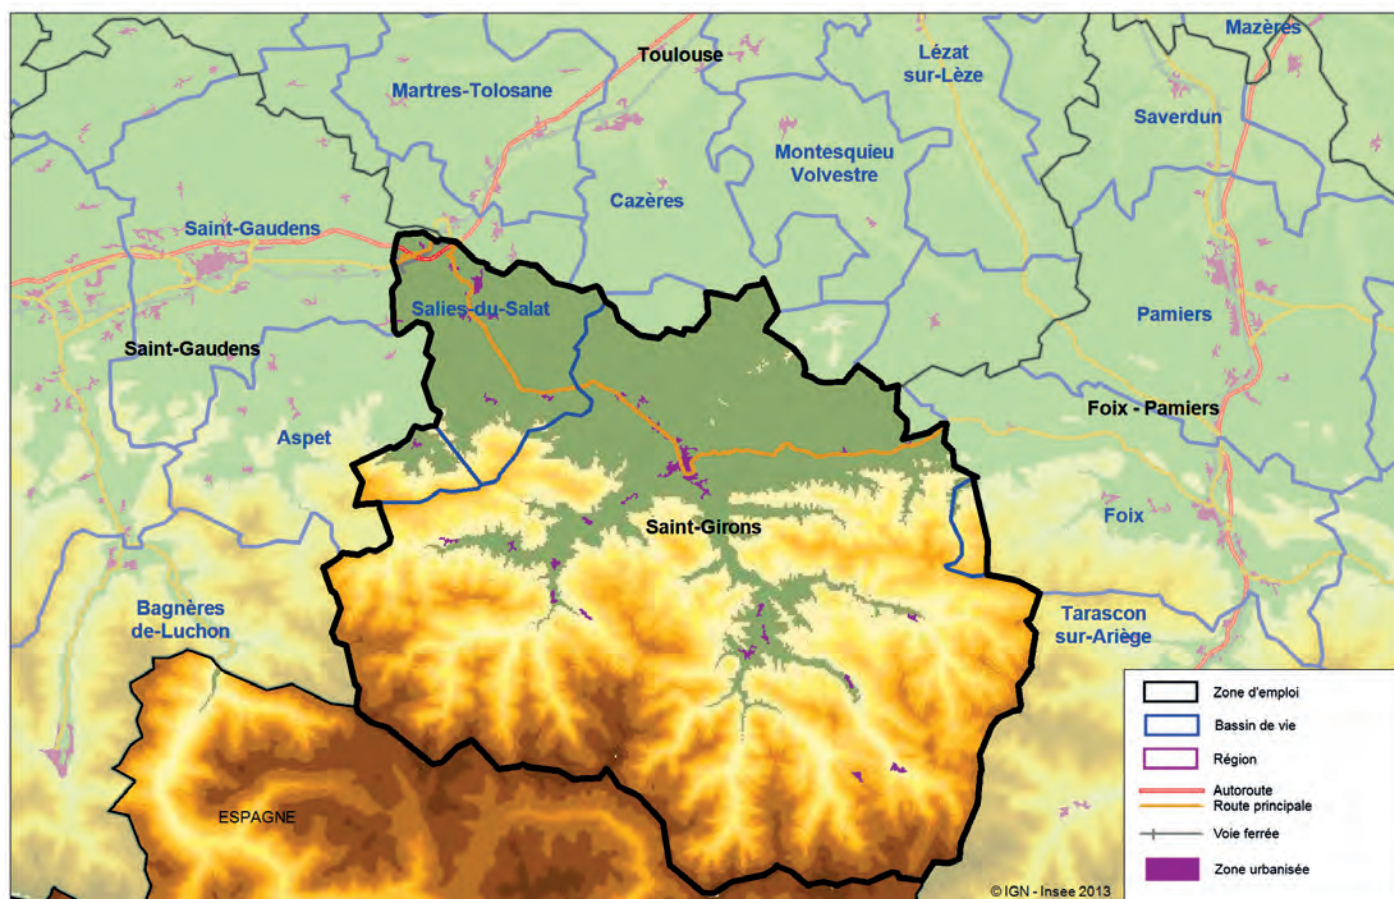 Mazères
Toulouse
Lézat
sur-Lèze
Martres-Tolosane
Saverdun
Montesquieu
Volvestre
Cazères
Saint-Gaudens
Salies-du-Salat
Pamiers
Saint-Gaudens
Foix - Pamiers
Aspet
Saint-Girons
Foix
Bagnères
de-Luchon
Tarascon
sur-Ariège
ESPAGNE
Zone d'emploi
Bassin de vie
Région
Autoroute
Route principale
Voie ferrée
Zone urbanisée
© IGN - Insee 2013